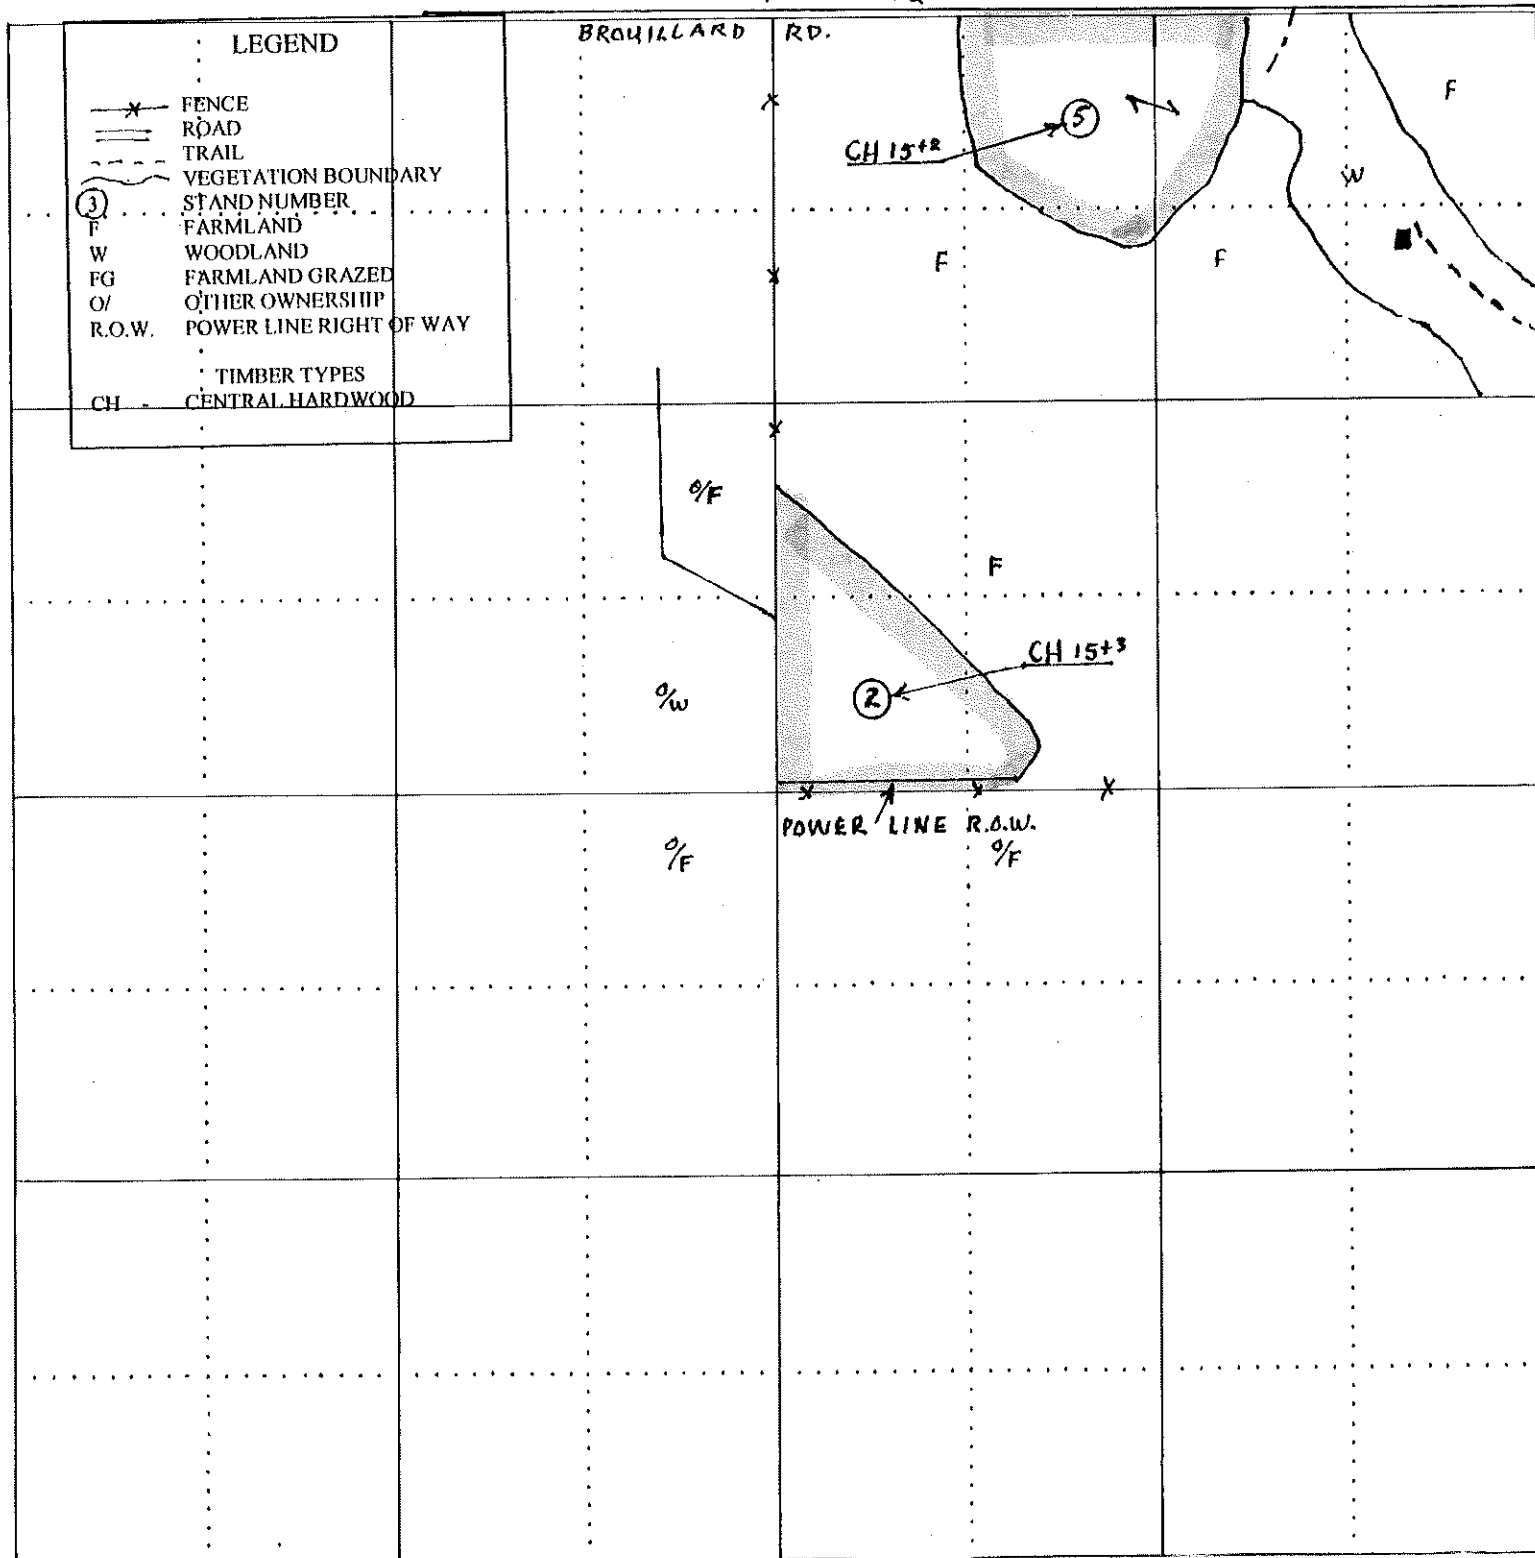 LEGEND
FENCE
ROAD
TRAIL
VEGETATION BOUNDARY
3 STAND NUMBER
F FARMLAND
W WOODLAND
FG FARMLAND GRAZED
O/ OTHER OWNERSHIP
R.O.W. POWER LINE RIGHT OF WAY
TIMBER TYPES
CH - CENTRAL HARDWOOD
BROUILLARD RD.
F
5
CH 15+2
W
F
F
O/F
F
CH 15+3
O/W
2
POWER LINE R.O.W.
O/F
O/F